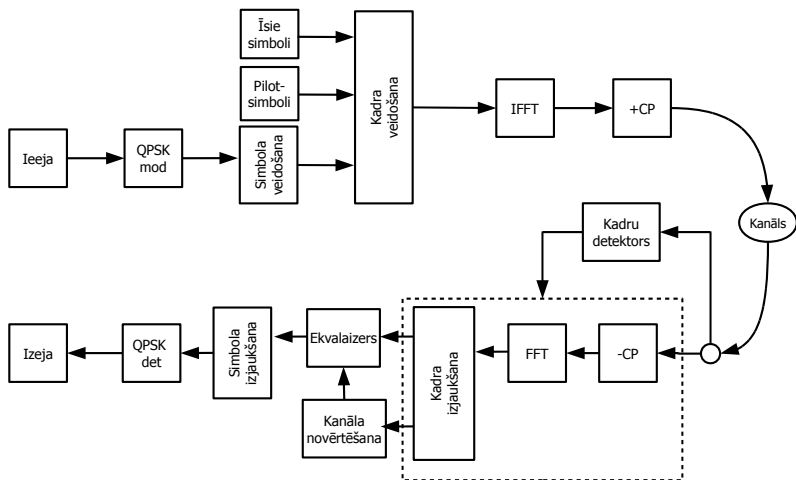 Īsie
simboli
Pilot-
simboli
Kadra
veidošana
IFFT
+CP
Ieeja
QPSK
mod
Simbola
veidošana
Kanāls
Kadru
detektors
Izeja
QPSK
det
Simbola
izjaukšana
Ekvalaizers
Kadra
izjaukšana
FFT
-CP
Kanāla
novērtēšana